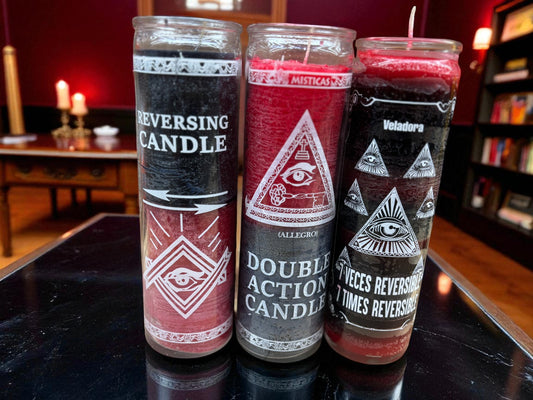 REVERSING
CANDLE
MISTICAS
(ALLEGRO)
DOUBLE
ACTION
CANDLE
Veladora
7 VECES REVERSIBLE
7 TIMES REVERSIBLE